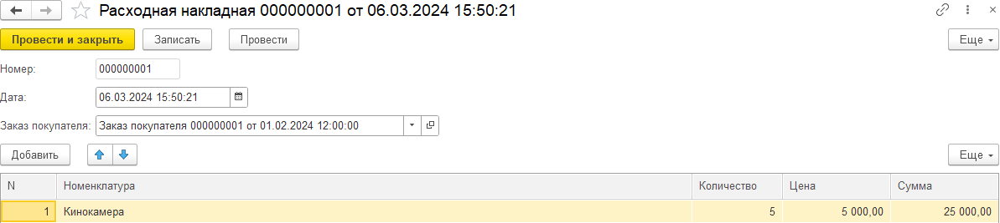 Расходная накладная 000000001 от 06.03.2024 15:50:21
Провести и закрыть Записать Провести Еще
Номер: 000000001
Дата: 06.03.2024 15:50:21
Заказ покупателя: Заказ покупателя 000000001 от 01.02.2024 12:00:00
Добавить Еще
N Номенклатура Количество Цена Сумма
1 Кинокамера 5 5 000,00 25 000,00